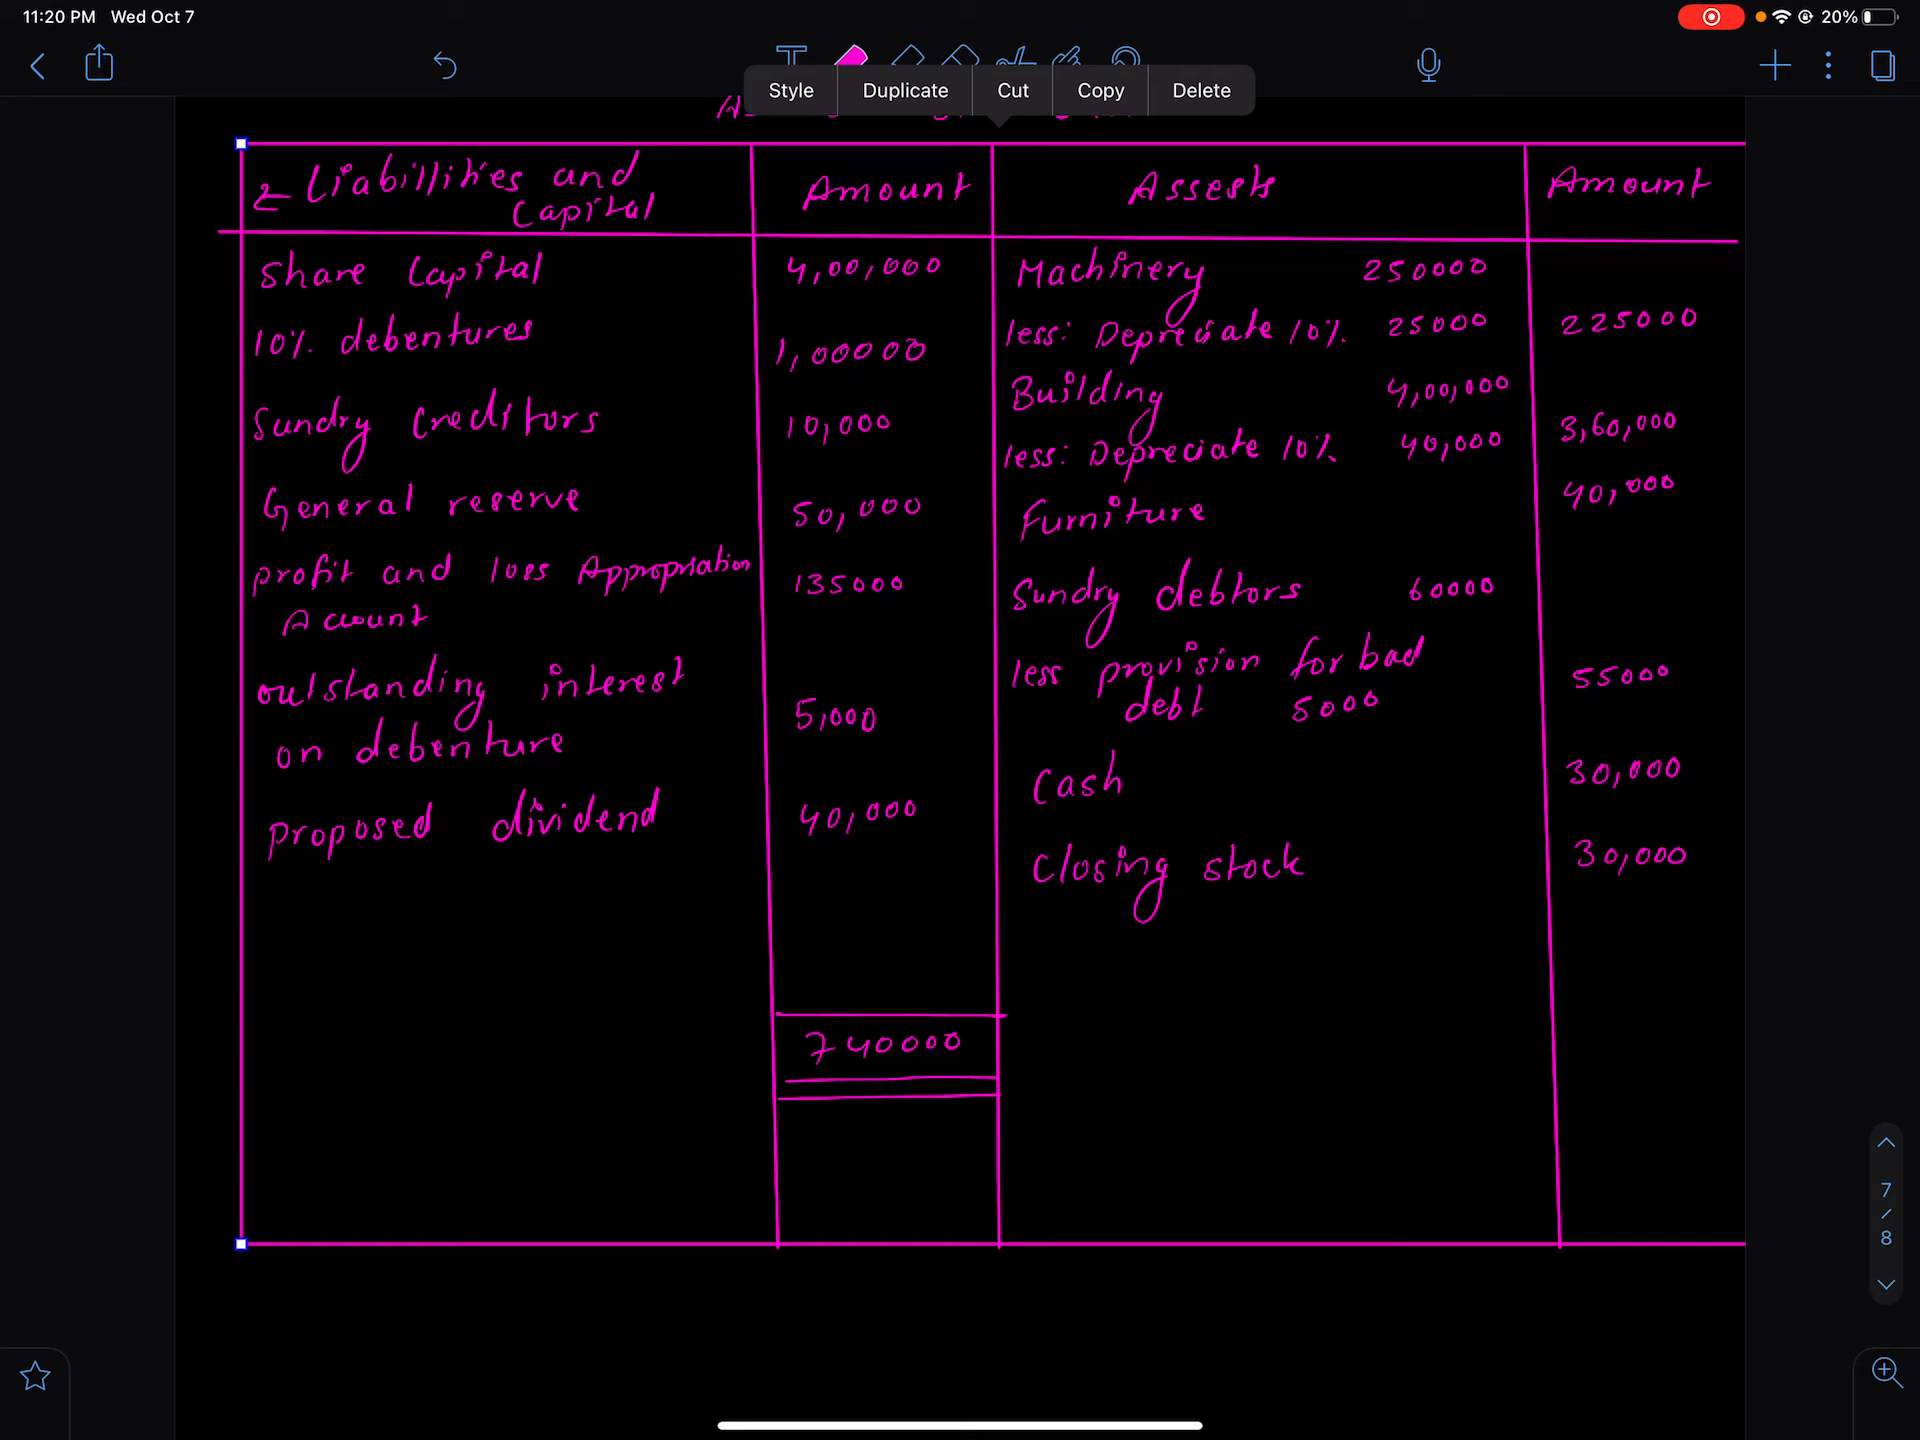 11:20 PM Wed Oct 7
20%
Style Duplicate Cut Copy Delete
Liabillities and Capital Amount Assests Amount
Share Capital 4,00,000 Machinery 250000
10% debentures 1,00000 less: Depreciate 10% 25000 225000
Sundry Creditors 10,000 Building 4,00,000
less: Depreciate 10% 40,000 3,60,000
General reserve 50,000 Furniture 40,000
profit and loss Appropriation 135000 Sundry debtors 60000
Account
less provision for bad
outstanding interest debt 5000 55000
on debenture 5,000
Cash 30,000
proposed dividend 40,000
Closing stock 30,000
740000
7
/
8